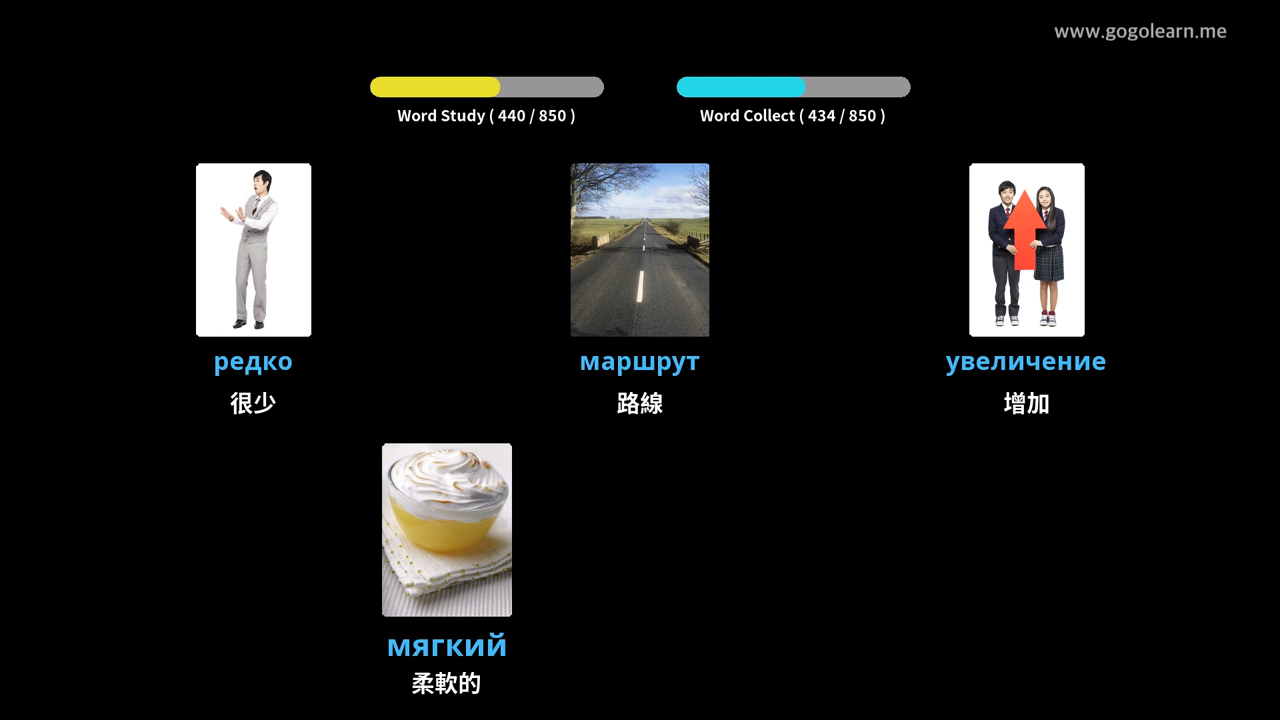 www.gogolearn.me
Word Study ( 440 / 850 )
Word Collect ( 434 / 850 )
редко
маршрут
увеличение
很少
路線
增加
мягкий
柔軟的